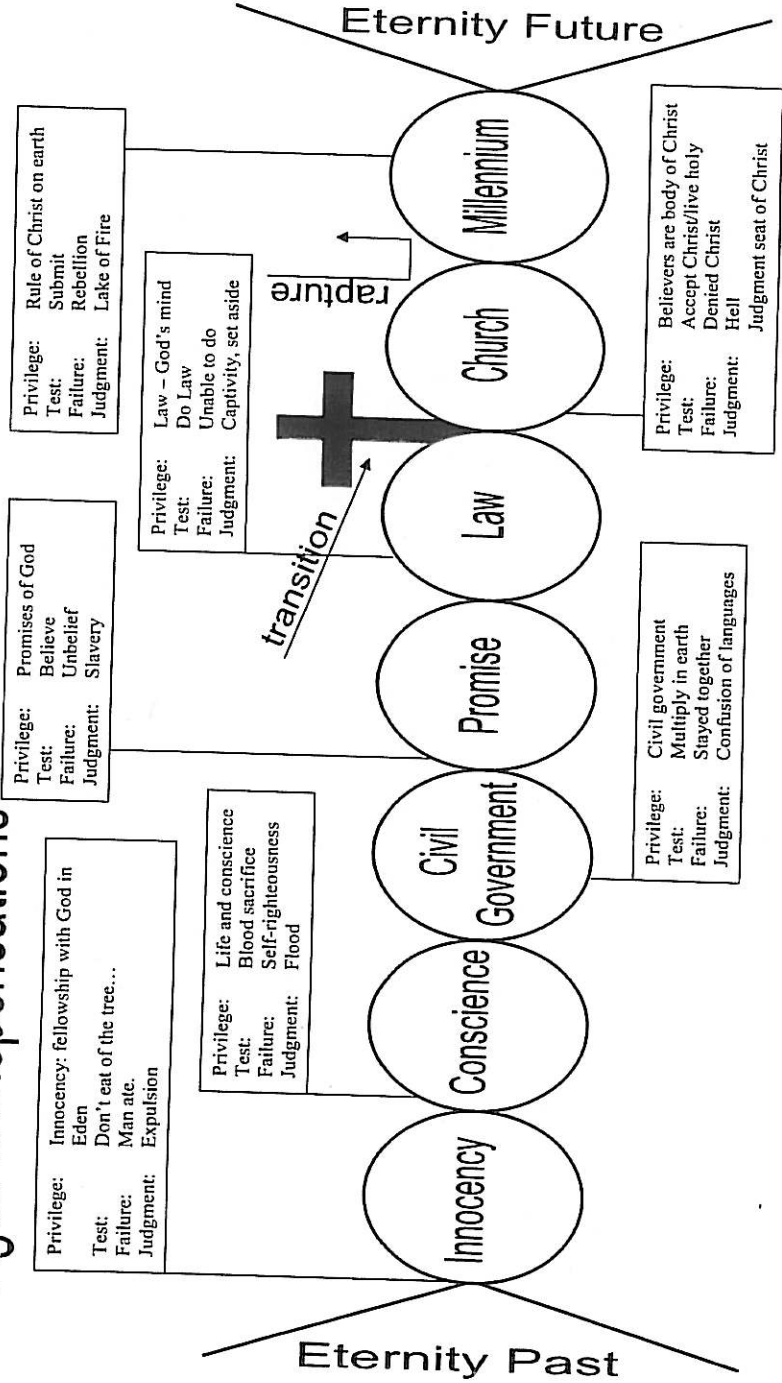 Eternity Past
Innocency
Conscience
Civil
Government
Promise
Law
Church
Millennium
Eternity Future
transition
rapture
Privilege: Innocency: fellowship with God in
Eden
Test: Don't eat of the tree...
Failure: Man ate.
Judgment: Expulsion
Privilege: Life and conscience
Test: Blood sacrifice
Failure: Self-righteousness
Judgment: Flood
Privilege: Civil government
Test: Multiply in earth
Failure: Stayed together
Judgment: Confusion of languages
Privilege: Promises of God
Test: Believe
Failure: Unbelief
Judgment: Slavery
Privilege: Law – God's mind
Test: Do Law
Failure: Unable to do
Judgment: Captivity, set aside
Privilege: Believers are body of Christ
Test: Accept Christ/live holy
Failure: Denied Christ
Judgment: Hell
Judgment seat of Christ
Privilege: Rule of Christ on earth
Test: Submit
Failure: Rebellion
Judgment: Lake of Fire